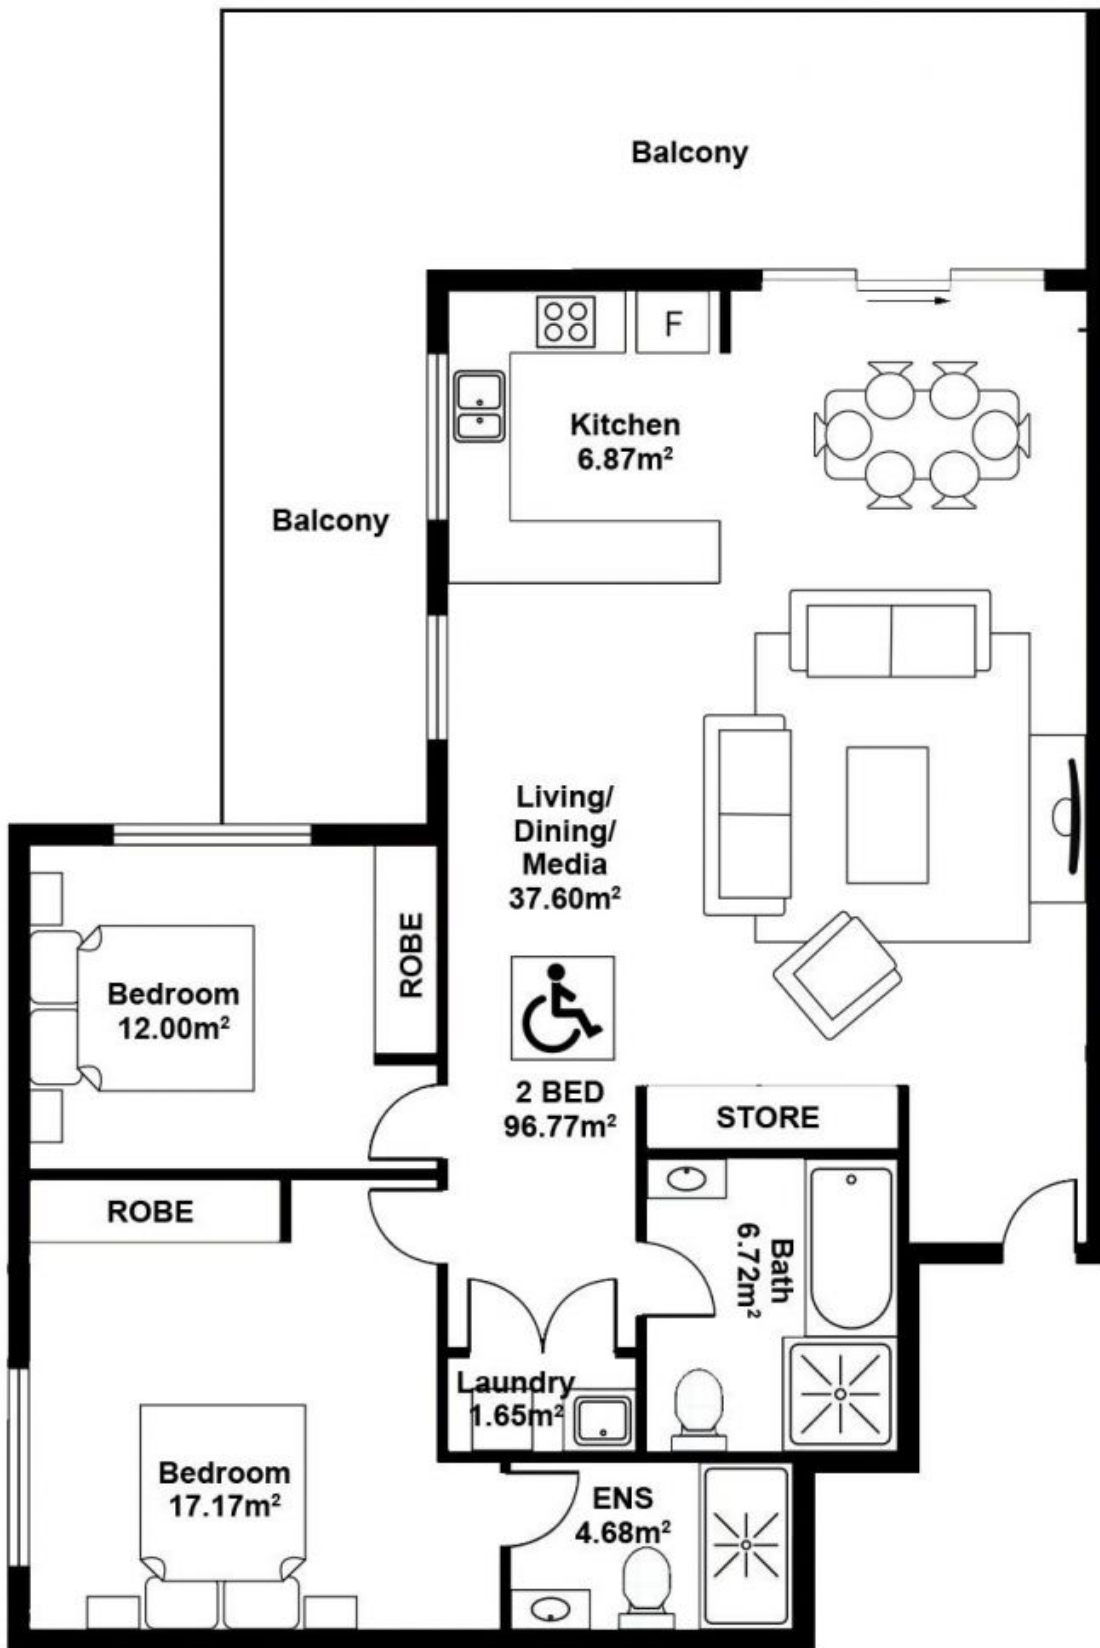 Balcony
F
Kitchen
6.87m²
Balcony
Living/
Dining/
Media
37.60m²
ROBE
Bedroom
12.00m²
2 BED
96.77m²
STORE
ROBE
Bath
6.72m²
Laundry
1.65m²
Bedroom
17.17m²
ENS
4.68m²